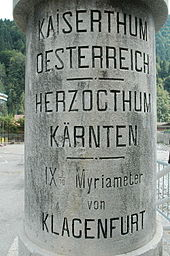 KAISERTHUM
OESTERREICH
HERZOGTHUM
KÄRNTEN
IX Myriameter
von
KLAGENFURT